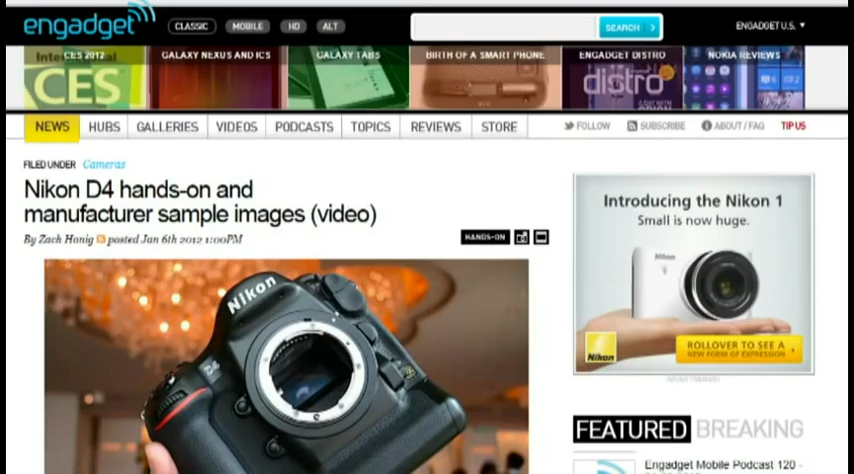 engadget
CLASSIC MOBILE HD ALT
SEARCH
ENGADGET U.S.
CES 2012 GALAXY NEXUS AND ICS GALAXY TABS BIRTH OF A SMART PHONE ENGADGET DISTRO NOKIA REVIEWS
International
CES
distro
NEWS HUBS GALLERIES VIDEOS PODCASTS TOPICS REVIEWS STORE FOLLOW SUBSCRIBE ABOUT / FAQ TIP US
FILED UNDER Cameras
Nikon D4 hands-on and
manufacturer sample images (video)
By Zach Honig posted Jan 6th 2012 1:00PM
HANDS-ON
Nikon
D4
Introducing the Nikon 1
Small is now huge.
Nikon
Nikon
ROLLOVER TO SEE A
NEW FORM OF EXPRESSION
ADVERTISEMENT
FEATURED BREAKING
Engadget Mobile Podcast 120 -